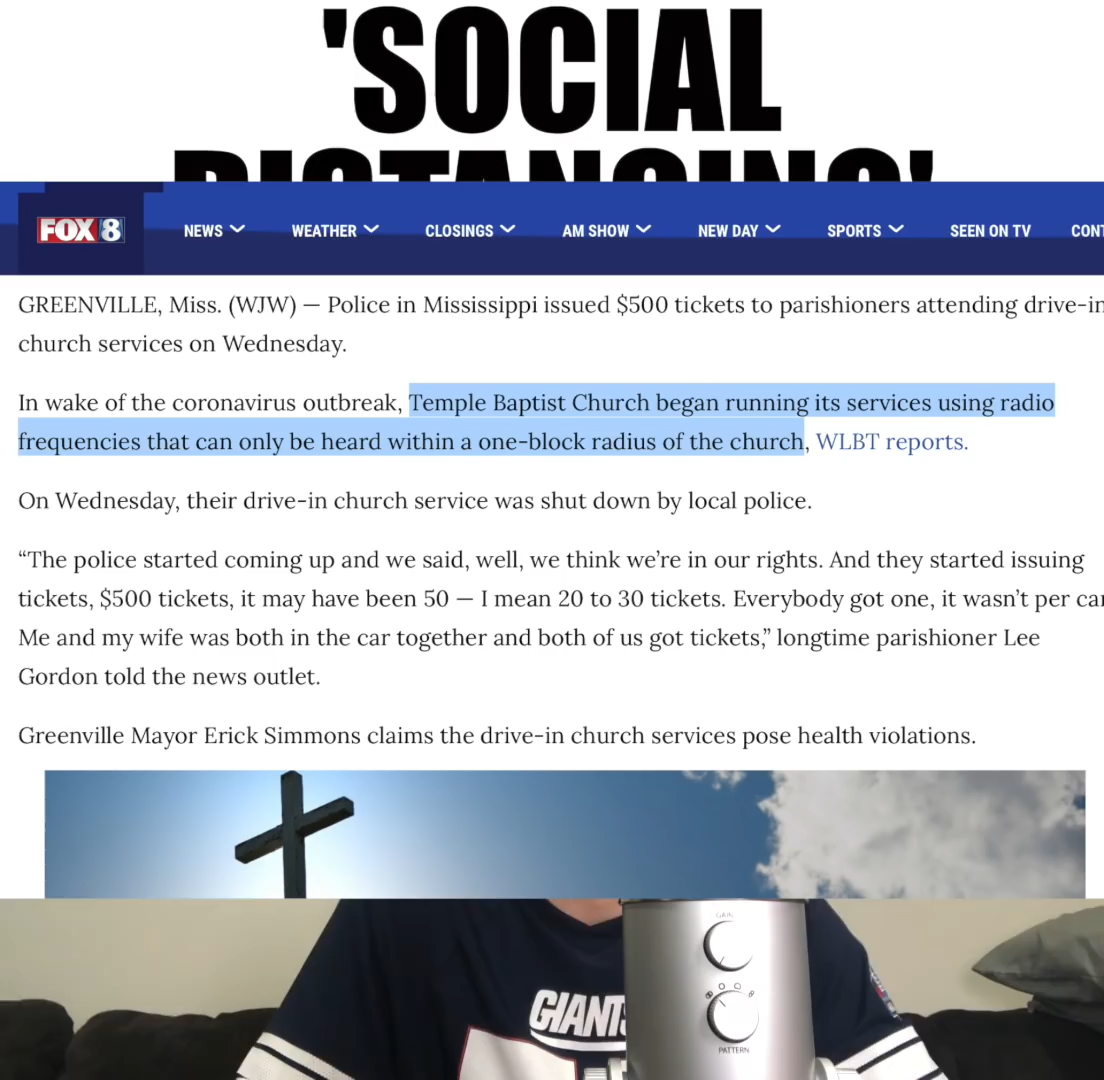 'SOCIAL
DISTANCING'
FOX 8
NEWS WEATHER CLOSINGS AM SHOW NEW DAY SPORTS SEEN ON TV CONT
GREENVILLE, Miss. (WJW) — Police in Mississippi issued $500 tickets to parishioners attending drive-in
church services on Wednesday.
In wake of the coronavirus outbreak, Temple Baptist Church began running its services using radio
frequencies that can only be heard within a one-block radius of the church, WLBT reports.
On Wednesday, their drive-in church service was shut down by local police.
“The police started coming up and we said, well, we think we’re in our rights. And they started issuing
tickets, $500 tickets, it may have been 50 — I mean 20 to 30 tickets. Everybody got one, it wasn’t per car
Me and my wife was both in the car together and both of us got tickets,” longtime parishioner Lee
Gordon told the news outlet.
Greenville Mayor Erick Simmons claims the drive-in church services pose health violations.
GAIN
GIANTS
PATTERN